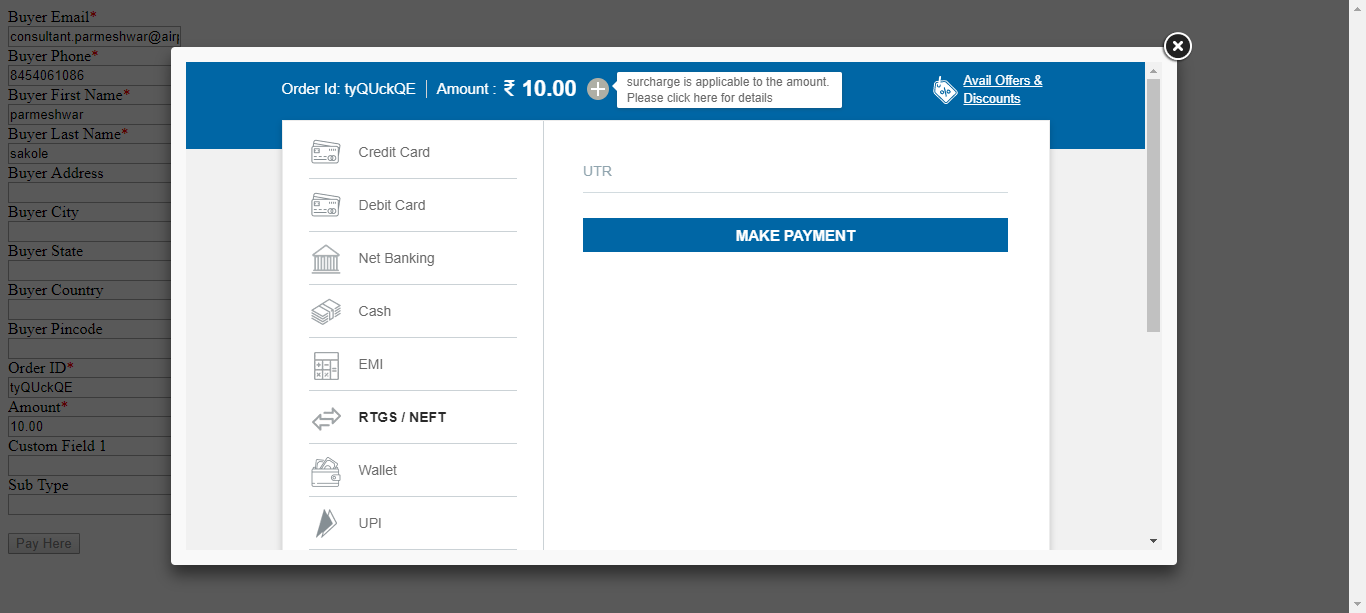 Buyer Email*
consultant.parmeshwar@air
Buyer Phone*
8454061086
Buyer First Name*
parmeshwar
Buyer Last Name*
sakole
Buyer Address
Buyer City
Buyer State
Buyer Country
Buyer Pincode
Order ID*
tyQUckQE
Amount*
10.00
Custom Field 1
Sub Type
Pay Here
Order Id: tyQUckQE | Amount : ₹ 10.00
surcharge is applicable to the amount.
Please click here for details
Avail Offers &
Discounts
Credit Card
Debit Card
Net Banking
Cash
EMI
RTGS / NEFT
Wallet
UPI
UTR
MAKE PAYMENT